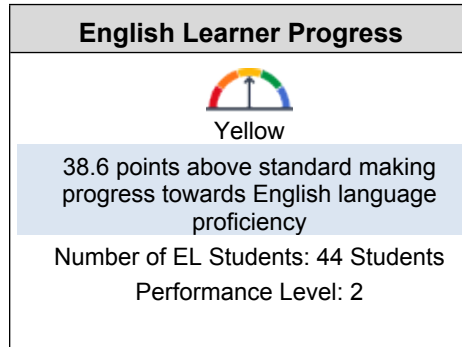 English Learner Progress
Yellow
38.6 points above standard making
progress towards English language
proficiency
Number of EL Students: 44 Students
Performance Level: 2